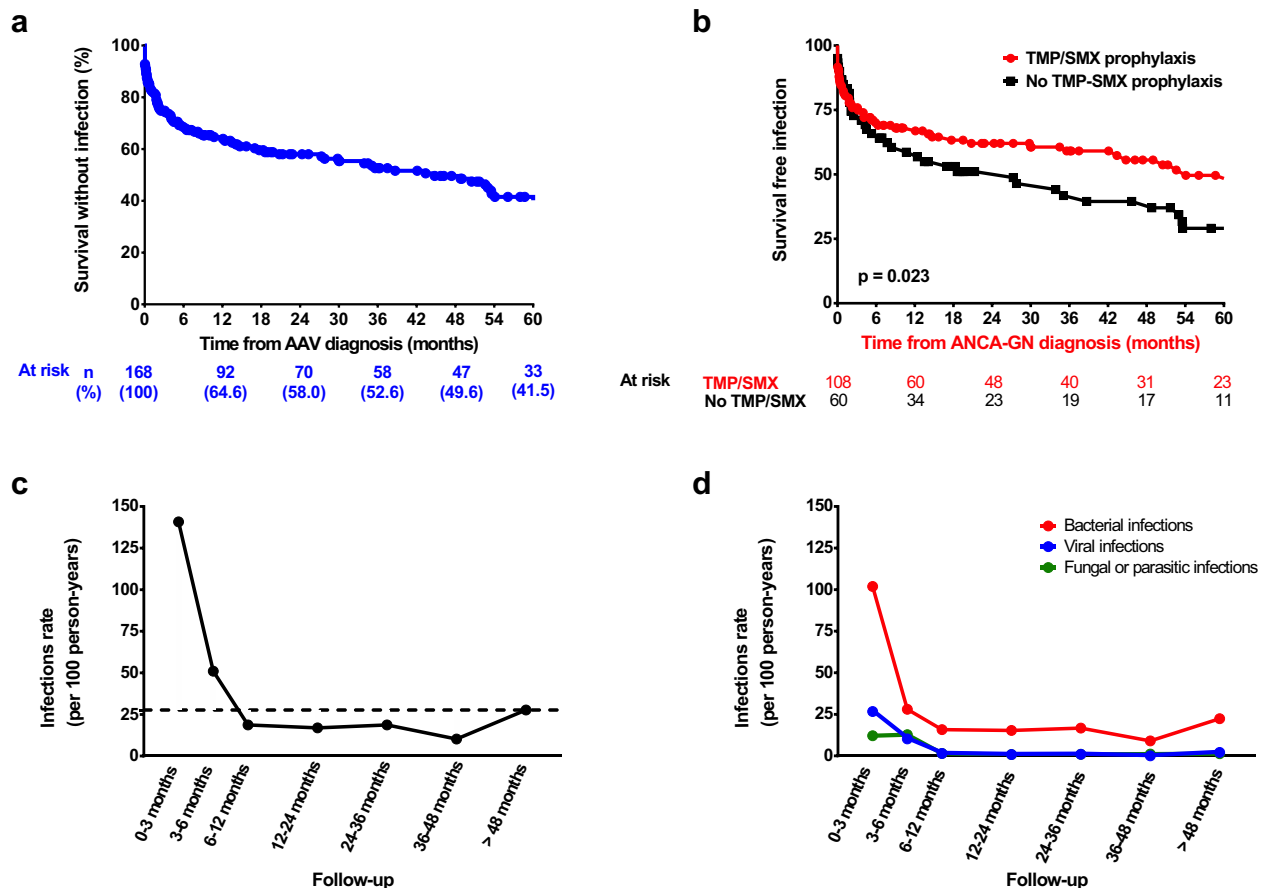 a
Survival without infection (%)
100
80
60
40
20
0
0 6 12 18 24 30 36 42 48 54 60
Time from AAV diagnosis (months)
At risk n 168 92 70 58 47 33
(%) (100) (64.6) (58.0) (52.6) (49.6) (41.5)
b
Survival free infection
100
75
50
25
0
TMP/SMX prophylaxis
No TMP-SMX prophylaxis
p = 0.023
0 6 12 18 24 30 36 42 48 54 60
Time from ANCA-GN diagnosis (months)
At risk TMP/SMX 108 60 48 40 31 23
No TMP/SMX 60 34 23 19 17 11
c
Infections rate
(per 100 person-years)
150
125
100
75
50
25
0
0-3 months
3-6 months
6-12 months
12-24 months
24-36 months
36-48 months
> 48 months
Follow-up
d
Infections rate
(per 100 person-years)
150
125
100
75
50
25
0
Bacterial infections
Viral infections
Fungal or parasitic infections
0-3 months
3-6 months
6-12 months
12-24 months
24-36 months
36-48 months
> 48 months
Follow-up